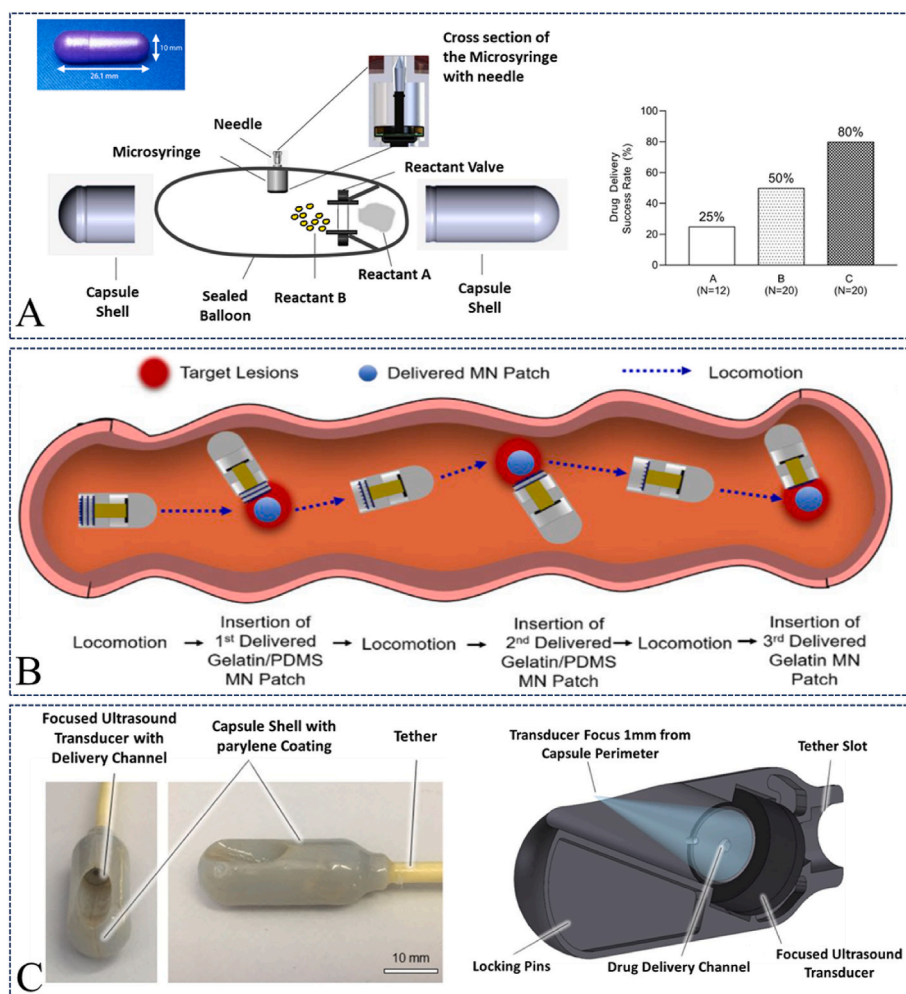 10 mm
26.1 mm
Cross section of
the Microsyringe
with needle
Needle
Microsyringe
Reactant Valve
Capsule
Shell
Sealed
Balloon
Reactant B
Reactant A
Capsule
Shell
Drug Delivery
Success Rate (%)
100
80
60
40
20
0
25%
50%
80%
A
(N=12)
B
(N=20)
C
(N=20)
A
Target Lesions
Delivered MN Patch
Locomotion
Locomotion
Insertion of
1st Delivered
Gelatin/PDMS
MN Patch
Locomotion
Insertion of
2nd Delivered
Gelatin/PDMS
MN Patch
Locomotion
Insertion of
3rd Delivered
Gelatin MN
Patch
B
Focused Ultrasound
Transducer with
Delivery Channel
Capsule Shell with
parylene Coating
Tether
Transducer Focus 1mm from
Capsule Perimeter
Tether Slot
10 mm
Locking Pins
Drug Delivery
Channel
Focused Ultrasound
Transducer
C